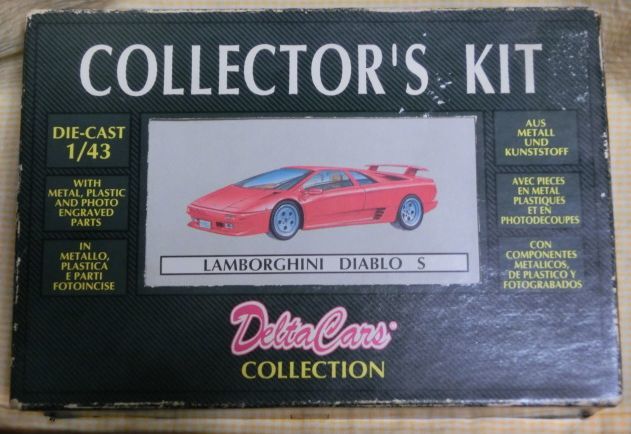 COLLECTOR'S KIT
DIE-CAST
1/43
WITH
METAL, PLASTIC
AND PHOTO
ENGRAVED
PARTS
IN
METALLO,
PLASTICA
E PARTI
FOTOINCISE
LAMBORGHINI DIABLO S
AUS
METALL
UND
KUNSTSTOFF
AVEC PIECES
EN METAL
PLASTIQUES
ET EN
PHOTODECOUPES
CON
COMPONENTES
METALICOS,
DE PLASTICO Y
FOTOGRABADOS
DeltaCars
COLLECTION